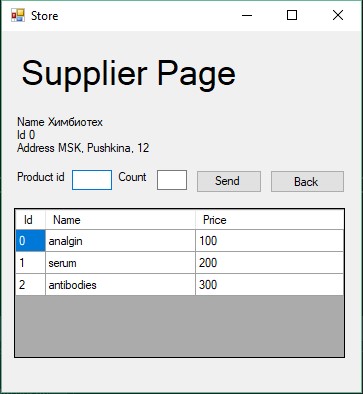 Store
Supplier Page
Name Химбиотех
Id 0
Address MSK, Pushkina, 12
Product id Count Send Back
Id Name Price
0 analgin 100
1 serum 200
2 antibodies 300